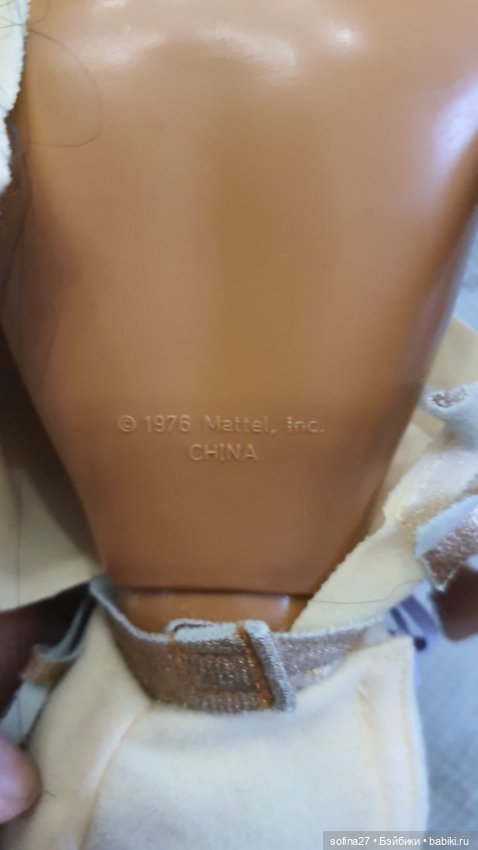 © 1976 Mattel, Inc.
CHINA
sofina27 • Бэйбики • babiki.ru